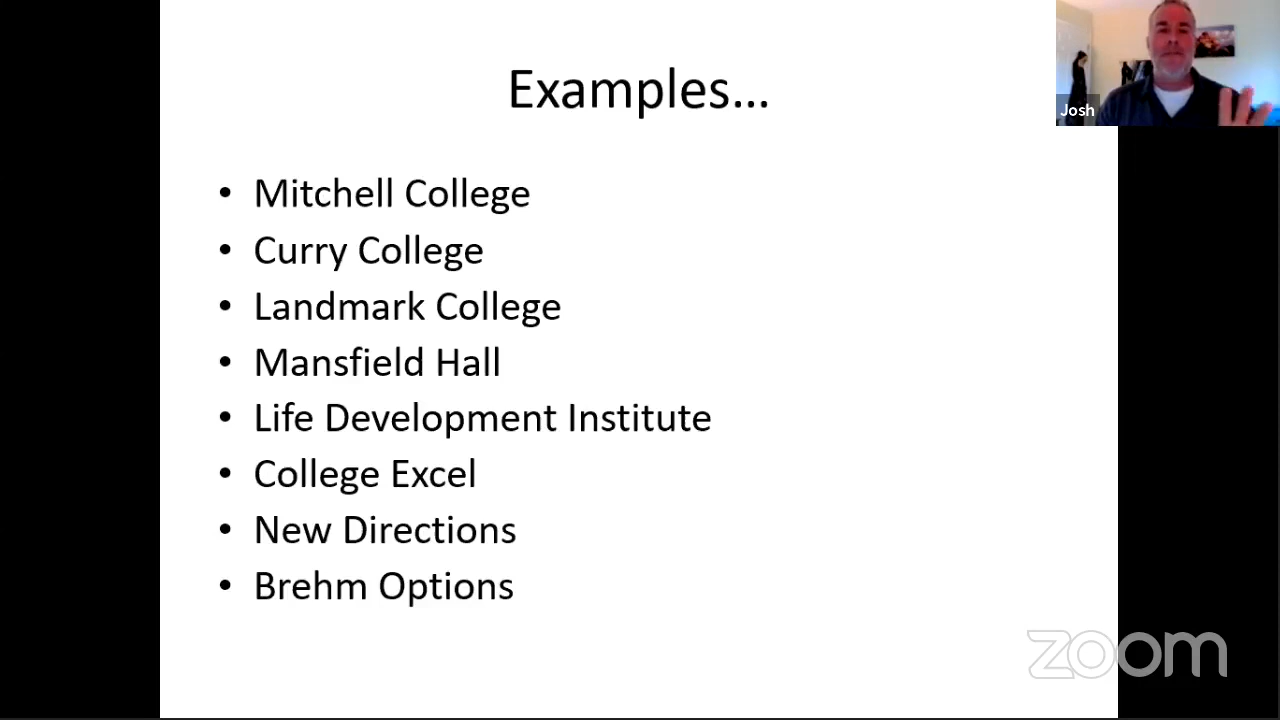 Examples…
Josh
• Mitchell College
• Curry College
• Landmark College
• Mansfield Hall
• Life Development Institute
• College Excel
• New Directions
• Brehm Options
zoom